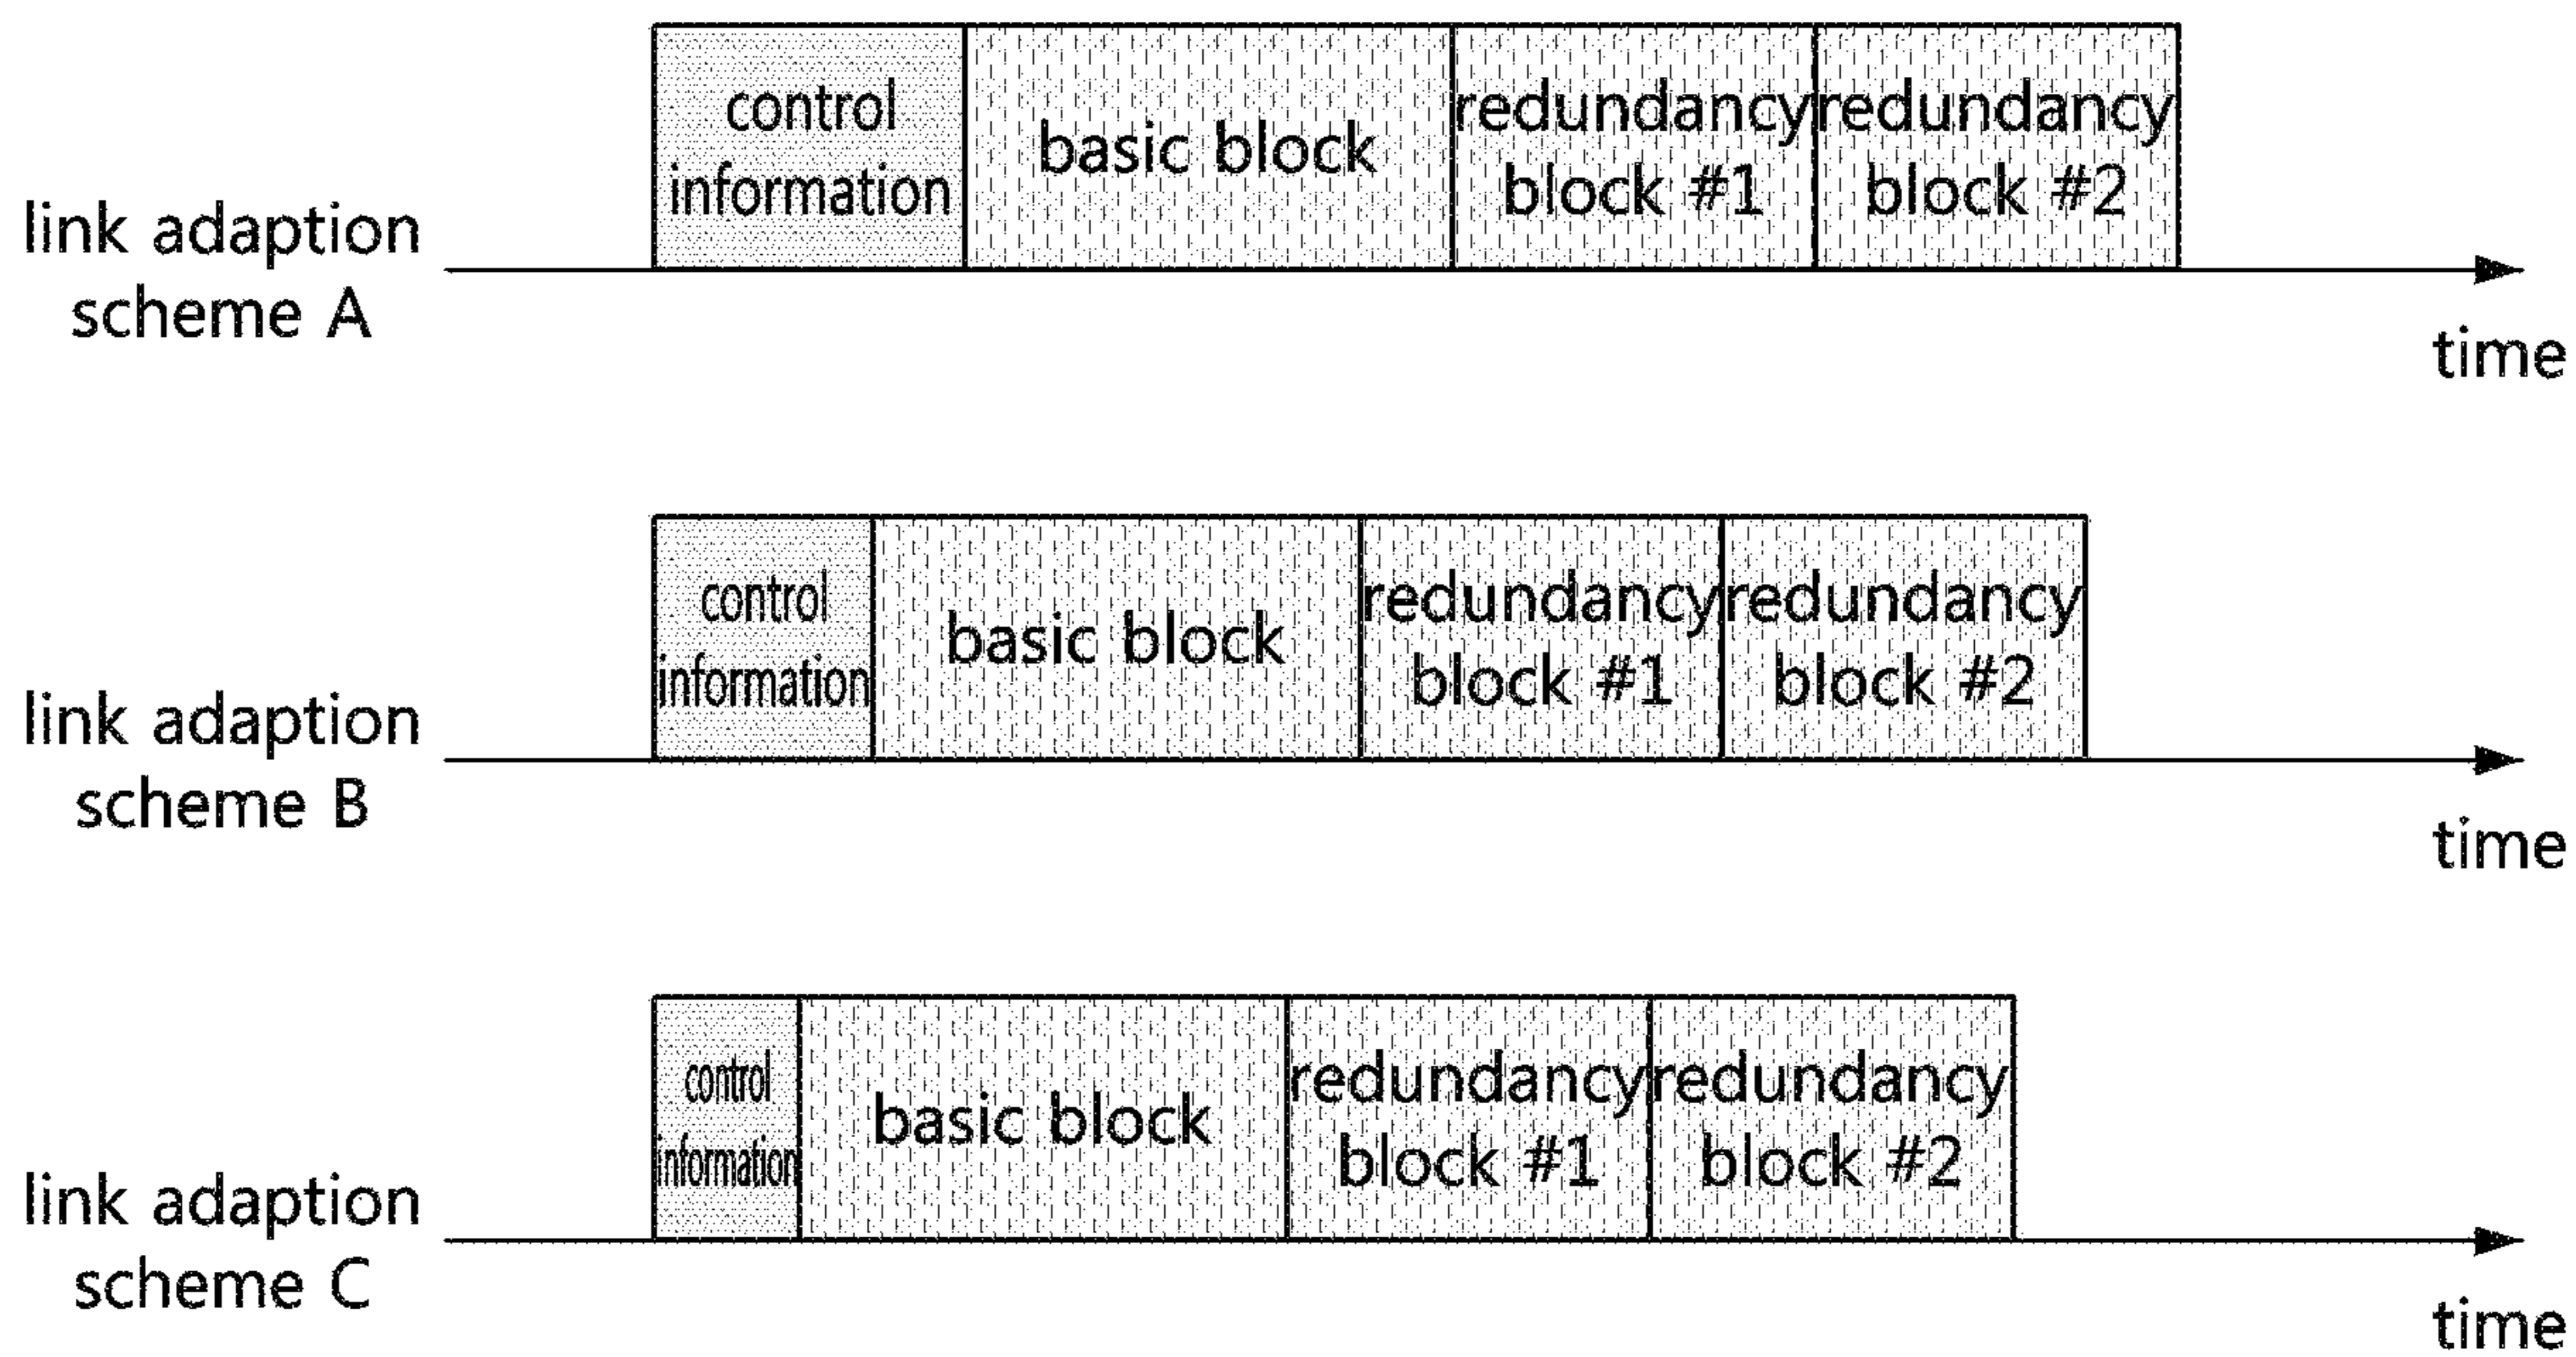 control
information
basic block
redundancy
block #1
redundancy
block #2
link adaption
scheme A
time
control
information
basic block
redundancy
block #1
redundancy
block #2
link adaption
scheme B
time
control
information
basic block
redundancy
block #1
redundancy
block #2
link adaption
scheme C
time